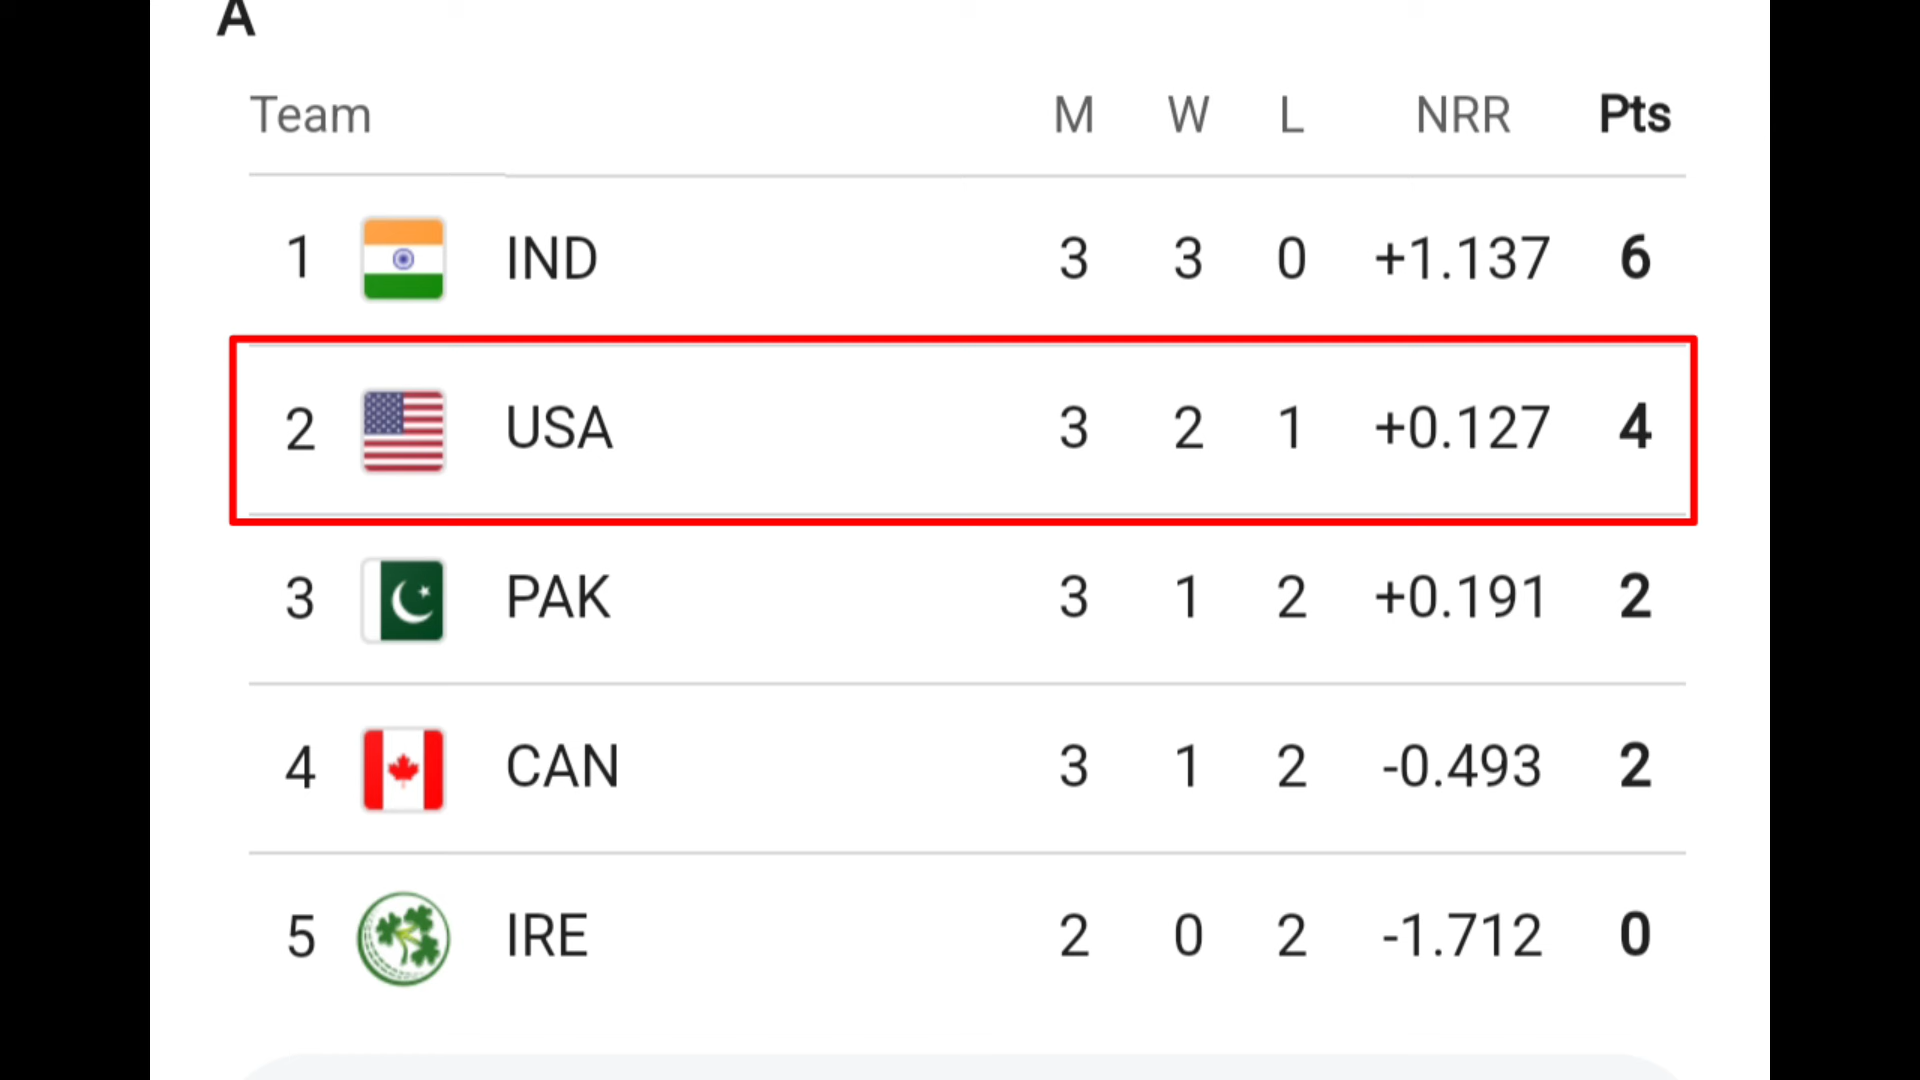 A
Team M W L NRR Pts
1 IND 3 3 0 +1.137 6
2 USA 3 2 1 +0.127 4
3 PAK 3 1 2 +0.191 2
4 CAN 3 1 2 -0.493 2
5 IRE 2 0 2 -1.712 0